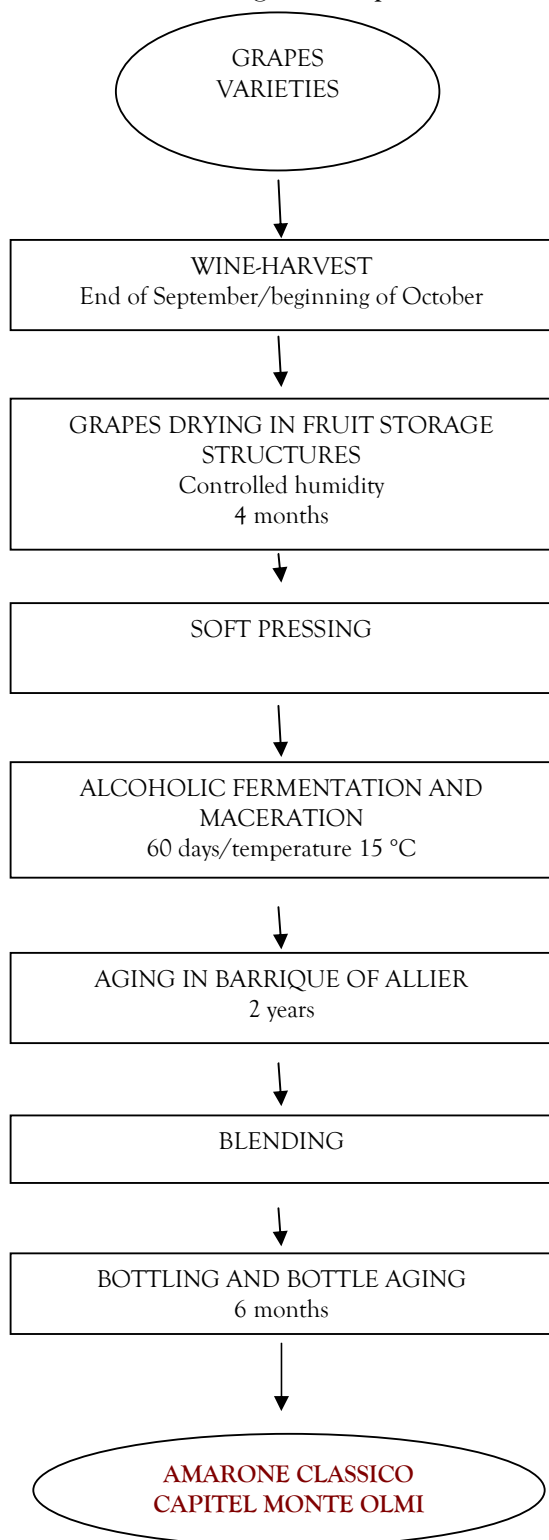 GRAPES
VARIETIES
WINE-HARVEST
End of September/beginning of October
GRAPES DRYING IN FRUIT STORAGE
STRUCTURES
Controlled humidity
4 months
SOFT PRESSING
ALCOHOLIC FERMENTATION AND
MACERATION
60 days/temperature 15 °C
AGING IN BARRIQUE OF ALLIER
2 years
BLENDING
BOTTLING AND BOTTLE AGING
6 months
AMARONE CLASSICO
CAPITEL MONTE OLMI